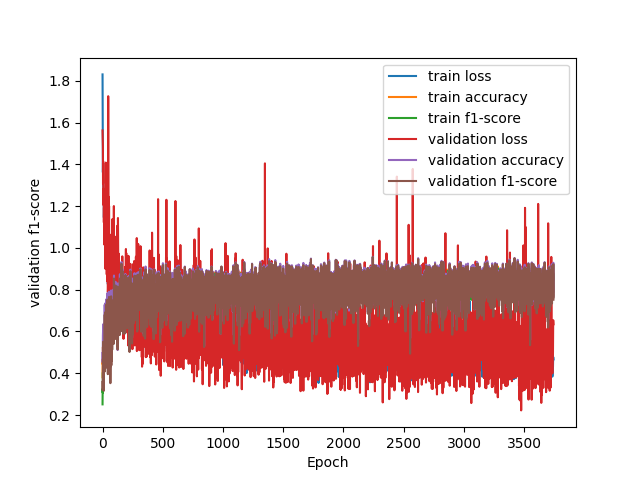 train loss
train accuracy
train f1-score
validation loss
validation accuracy
validation f1-score
1.8
1.6
1.4
1.2
1.0
0.8
0.6
0.4
0.2
validation f1-score
0 500 1000 1500 2000 2500 3000 3500
Epoch